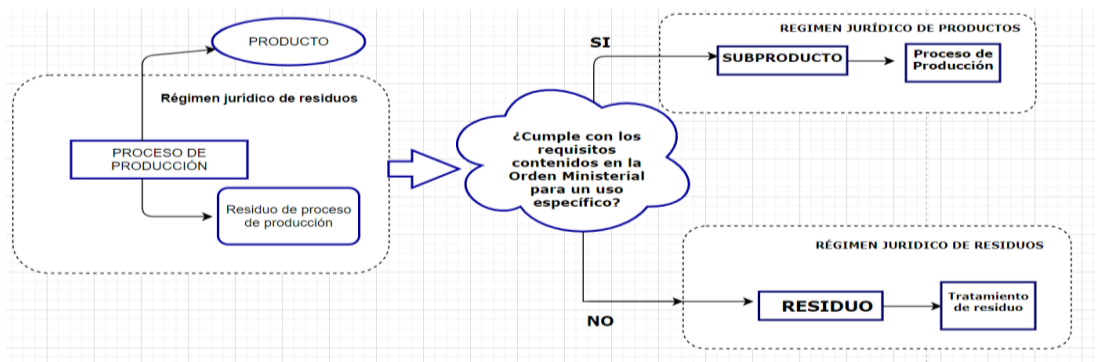 PRODUCTO
Régimen jurídico de residuos
PROCESO DE
PRODUCCIÓN
Residuo de proceso
de producción
¿Cumple con los
requisitos
contenidos en la
Orden Ministerial
para un uso
específico?
SI
REGIMEN JURÍDICO DE PRODUCTOS
SUBPRODUCTO
Proceso de
Producción
NO
RÉGIMEN JURIDICO DE RESIDUOS
RESIDUO
Tratamiento
de residuo